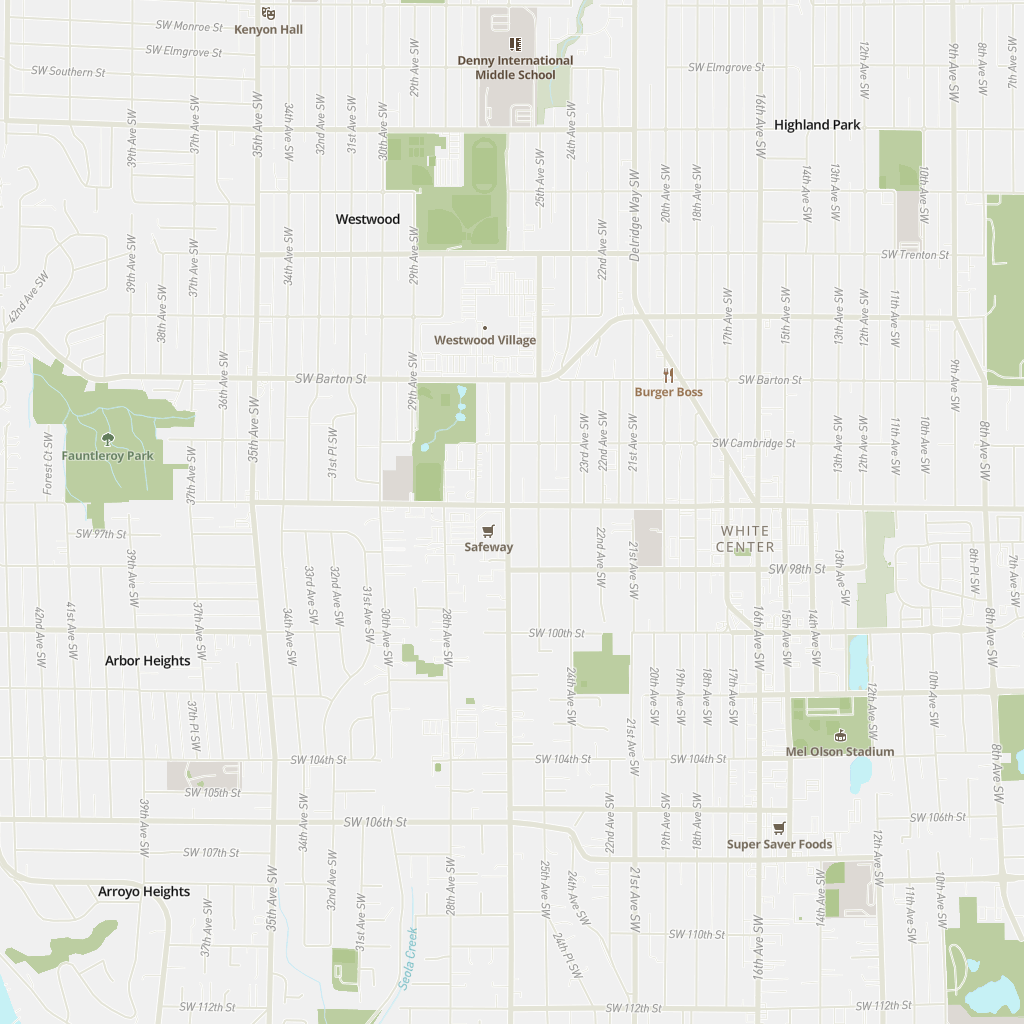 SW Monroe St
Kenyon Hall
SW Elmgrove St
SW Southern St
29th Ave SW
Denny International
Middle School
SW Elmgrove St
12th Ave SW
9th Ave SW
8th Ave SW
7th Ave SW
39th Ave SW
37th Ave SW
35th Ave SW
34th Ave SW
32nd Ave SW
31st Ave SW
30th Ave SW
24th Ave SW
16th Ave SW
Highland Park
25th Ave SW
Delridge Way SW
20th Ave SW
18th Ave SW
14th Ave SW
13th Ave SW
10th Ave SW
Westwood
39th Ave SW
37th Ave SW
34th Ave SW
29th Ave SW
22nd Ave SW
SW Trenton St
42nd Ave SW
38th Ave SW
17th Ave SW
15th Ave SW
13th Ave SW
12th Ave SW
11th Ave SW
Westwood Village
36th Ave SW
SW Barton St
29th Ave SW
Burger Boss
SW Barton St
9th Ave SW
Forest Ct SW
Fauntleroy Park
37th Ave SW
35th Ave SW
31st Pl SW
23rd Ave SW
22nd Ave SW
21st Ave SW
SW Cambridge St
13th Ave SW
12th Ave SW
11th Ave SW
10th Ave SW
8th Ave SW
SW 97th St
Safeway
WHITE
CENTER
SW 98th St
22nd Ave SW
21st Ave SW
13th Ave SW
8th Pl SW
7th Ave SW
42nd Ave SW
41st Ave SW
39th Ave SW
37th Ave SW
34th Ave SW
33rd Ave SW
32nd Ave SW
31st Ave SW
30th Ave SW
28th Ave SW
SW 100th St
16th Ave SW
15th Ave SW
14th Ave SW
8th Ave SW
Arbor Heights
37th Pl SW
24th Ave SW
21st Ave SW
20th Ave SW
19th Ave SW
18th Ave SW
17th Ave SW
12th Ave SW
10th Ave SW
Mel Olson Stadium
SW 104th St
SW 104th St
SW 104th St
8th Ave SW
SW 105th St
39th Ave SW
34th Ave SW
SW 106th St
22nd Ave SW
19th Ave SW
18th Ave SW
SW 106th St
Super Saver Foods
SW 107th St
12th Ave SW
Arroyo Heights
37th Ave SW
35th Ave SW
32nd Ave SW
31st Ave SW
28th Ave SW
25th Ave SW
24th Ave SW
21st Ave SW
14th Ave SW
11th Ave SW
10th Ave SW
Seola Creek
24th Pl SW
SW 110th St
16th Ave SW
SW 112th St
SW 112th St
SW 112th St